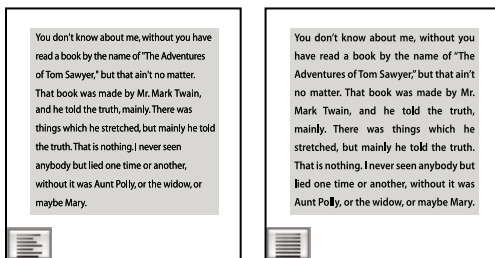 You don't know about me, without you have
read a book by the name of "The Adventures
of Tom Sawyer," but that ain't no matter.
That book was made by Mr. Mark Twain,
and he told the truth, mainly. There was
things which he stretched, but mainly he told
the truth. That is nothing. I never seen
anybody but lied one time or another,
without it was Aunt Polly, or the widow, or
maybe Mary.
You don't know about me, without you
have read a book by the name of "The
Adventures of Tom Sawyer," but that ain't
no matter. That book was made by Mr.
Mark Twain, and he told the truth,
mainly. There was things which he
stretched, but mainly he told the truth.
That is nothing. I never seen anybody but
lied one time or another, without it was
Aunt Polly, or the widow, or maybe Mary.